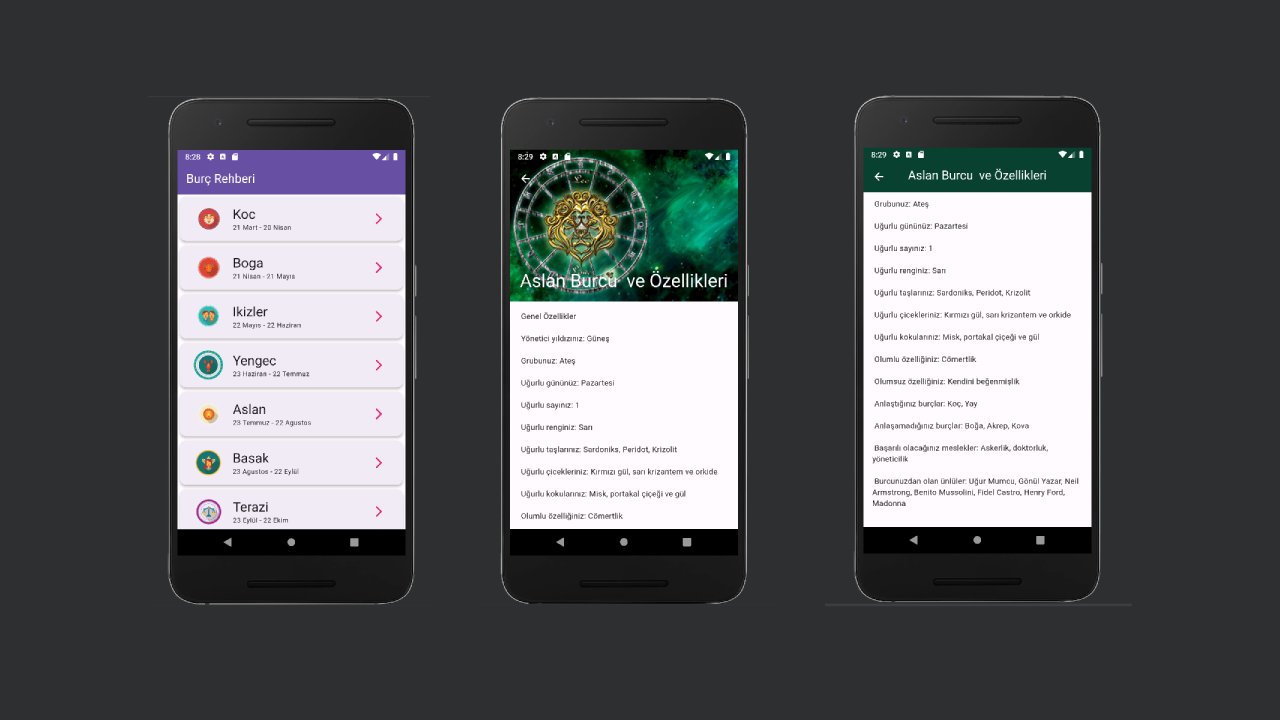 8:28
Burç Rehberi
Koc
21 Mart - 20 Nisan
Boga
21 Nisan - 21 Mayıs
Ikizler
22 Mayıs - 22 Haziran
Yengec
23 Haziran - 22 Temmuz
Aslan
23 Temmuz - 22 Agustos
Basak
23 Agustos - 22 Eylül
Terazi
23 Eylül - 22 Ekim
8:29
Aslan Burcu ve Özellikleri
Genel Özellikler
Yönetici yıldızınız: Güneş
Grubunuz: Ateş
Uğurlu gününüz: Pazartesi
Uğurlu sayınız: 1
Uğurlu renginiz: Sarı
Uğurlu taşlarınız: Sardoniks, Peridot, Krizolit
Uğurlu çicekleriniz: Kırmızı gül, sarı krizantem ve orkide
Uğurlu kokularınız: Misk, portakal çiçeği ve gül
Olumlu özelliğiniz: Cömertlik
8:29
Aslan Burcu ve Özellikleri
Grubunuz: Ateş
Uğurlu gününüz: Pazartesi
Uğurlu sayınız: 1
Uğurlu renginiz: Sarı
Uğurlu taşlarınız: Sardoniks, Peridot, Krizolit
Uğurlu çicekleriniz: Kırmızı gül, sarı krizantem ve orkide
Uğurlu kokularınız: Misk, portakal çiçeği ve gül
Olumlu özelliğiniz: Cömertlik
Olumsuz özelliğiniz: Kendini beğenmişlik
Anlaştığınız burçlar: Koç, Yay
Anlaşamadığınız burçlar: Boğa, Akrep, Kova
Başarılı olacağınız meslekler: Askerlik, doktorluk,
yöneticilik
Burcunuzdan olan ünlüler: Uğur Mumcu, Gönül Yazar, Neil
Armstrong, Benito Mussolini, Fidel Castro, Henry Ford,
Madonna